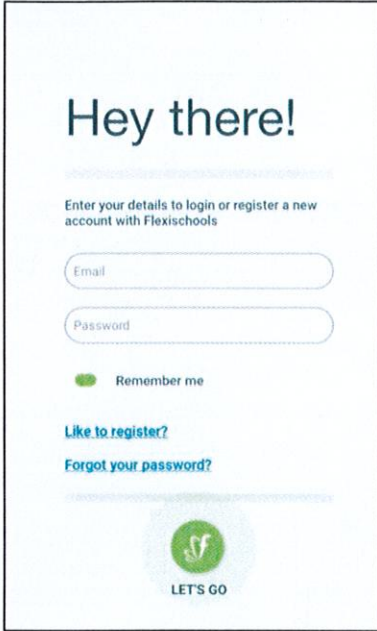 Hey there!
Enter your details to login or register a new
account with Flexischools
Email
Password
Remember me
Like to register?
Forgot your password?
LET'S GO